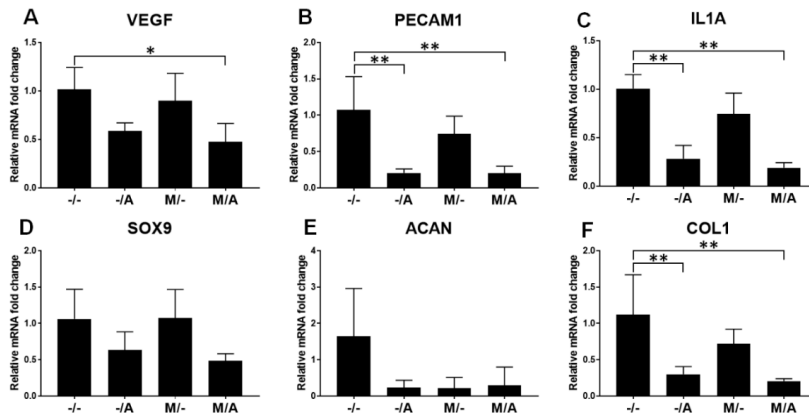 A
VEGF
Relative mRNA fold change
1.5
1.0
0.5
0.0
*
-/-
-/A
M/-
M/A
B
PECAM1
Relative mRNA fold change
2.0
1.5
1.0
0.5
0.0
**
**
-/-
-/A
M/-
M/A
C
IL1A
Relative mRNA fold change
1.5
1.0
0.5
0.0
**
**
-/-
-/A
M/-
M/A
D
SOX9
Relative mRNA fold change
2.0
1.5
1.0
0.5
0.0
-/-
-/A
M/-
M/A
E
ACAN
Relative mRNA fold change
4
3
2
1
0
-/-
-/A
M/-
M/A
F
COL1
Relative mRNA fold change
2.0
1.5
1.0
0.5
0.0
**
**
-/-
-/A
M/-
M/A